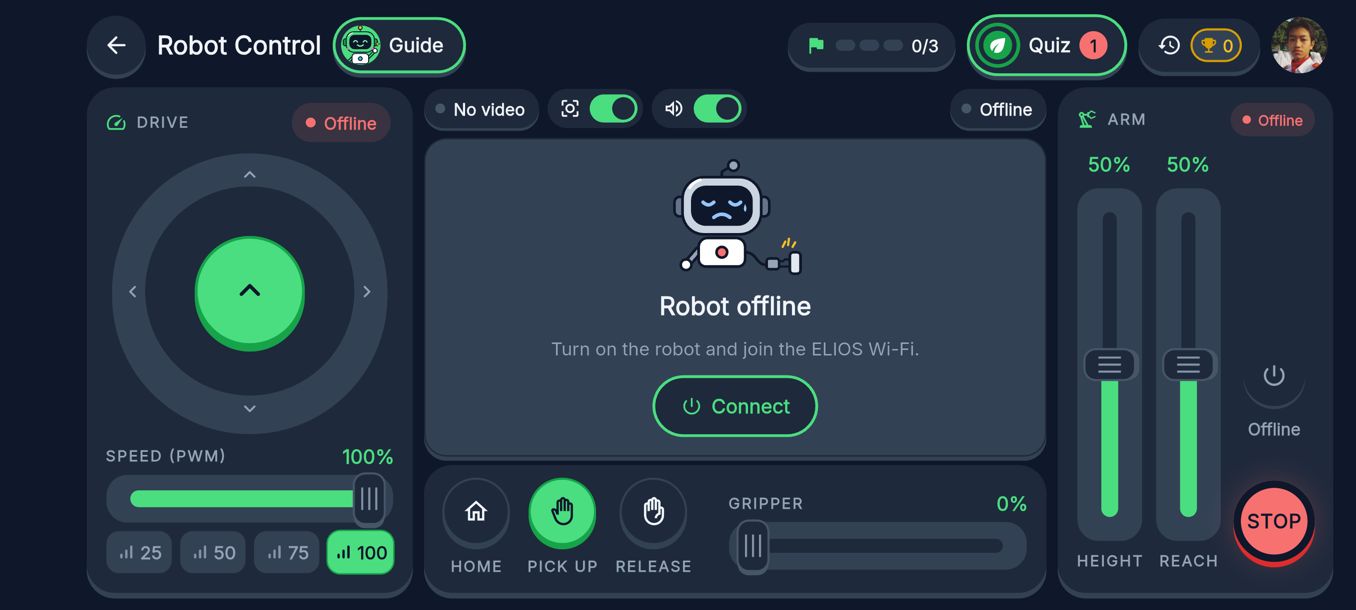 Robot Control
Guide
0/3
Quiz 1
0
DRIVE
Offline
SPEED (PWM)
100%
25
50
75
100
No video
Offline
Robot offline
Turn on the robot and join the ELIOS Wi-Fi.
Connect
HOME
PICK UP
RELEASE
GRIPPER
0%
ARM
Offline
50%
50%
HEIGHT
REACH
Offline
STOP